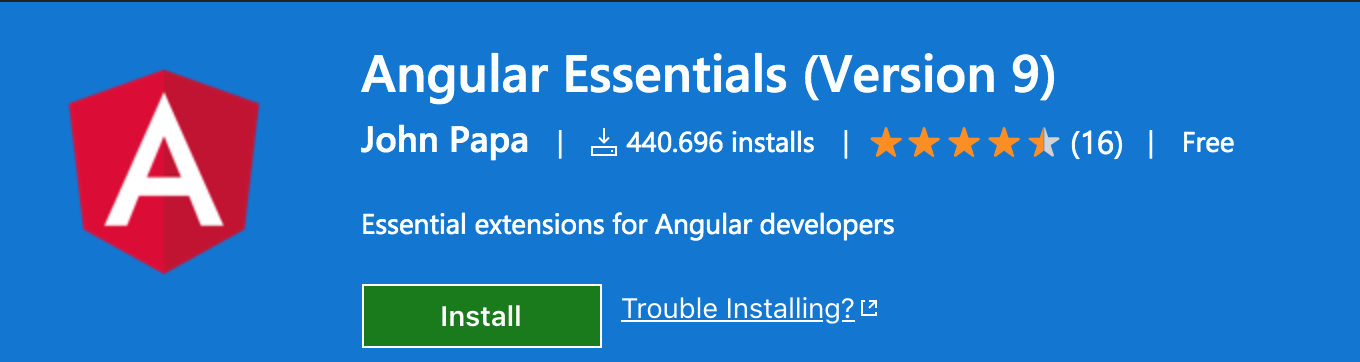 Angular Essentials (Version 9)
John Papa | 440.696 installs | (16) | Free
Essential extensions for Angular developers
Install Trouble Installing?